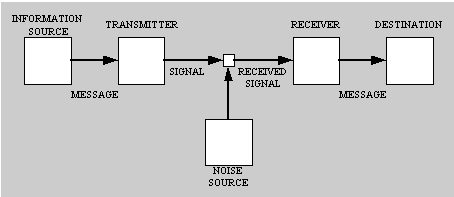 INFORMATION
SOURCE
TRANSMITTER
RECEIVER
DESTINATION
MESSAGE
SIGNAL
RECEIVED
SIGNAL
MESSAGE
NOISE
SOURCE